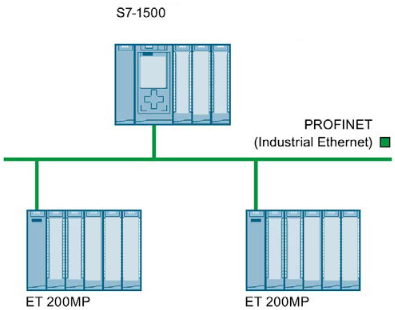 S7-1500
PROFINET
(Industrial Ethernet)
ET 200MP
ET 200MP